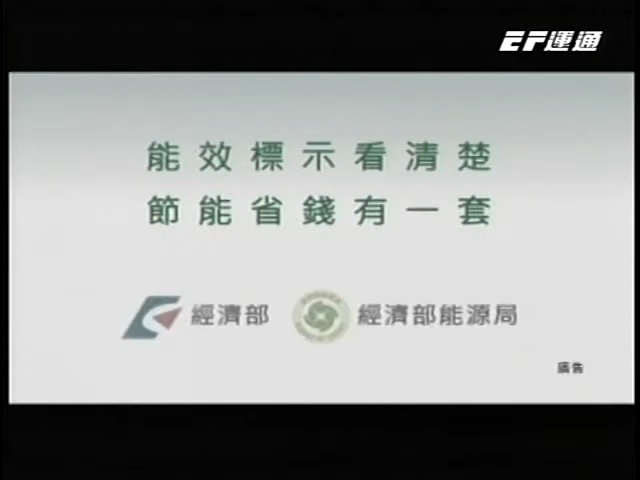 EF運通
能效標示看清楚
節能省錢有一套
經濟部
經濟部能源局
廣告